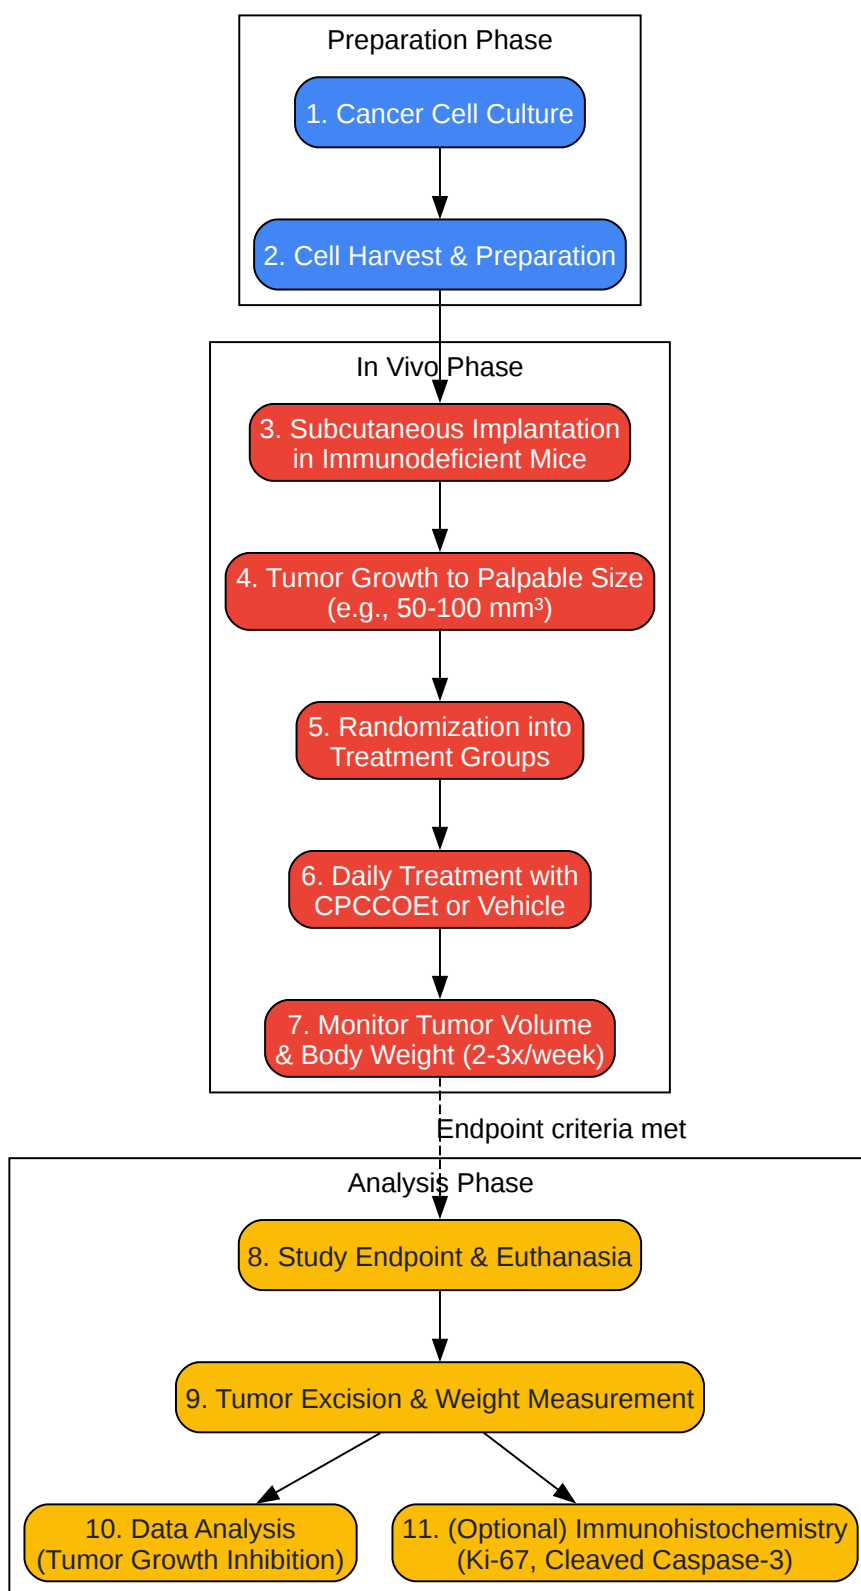 Preparation Phase
1. Cancer Cell Culture
2. Cell Harvest & Preparation
In Vivo Phase
3. Subcutaneous Implantation
in Immunodeficient Mice
4. Tumor Growth to Palpable Size
(e.g., 50-100 mm³)
5. Randomization into
Treatment Groups
6. Daily Treatment with
CPCCOEt or Vehicle
7. Monitor Tumor Volume
& Body Weight (2-3x/week)
Endpoint criteria met
Analysis Phase
8. Study Endpoint & Euthanasia
9. Tumor Excision & Weight Measurement
10. Data Analysis
(Tumor Growth Inhibition)
11. (Optional) Immunohistochemistry
(Ki-67, Cleaved Caspase-3)